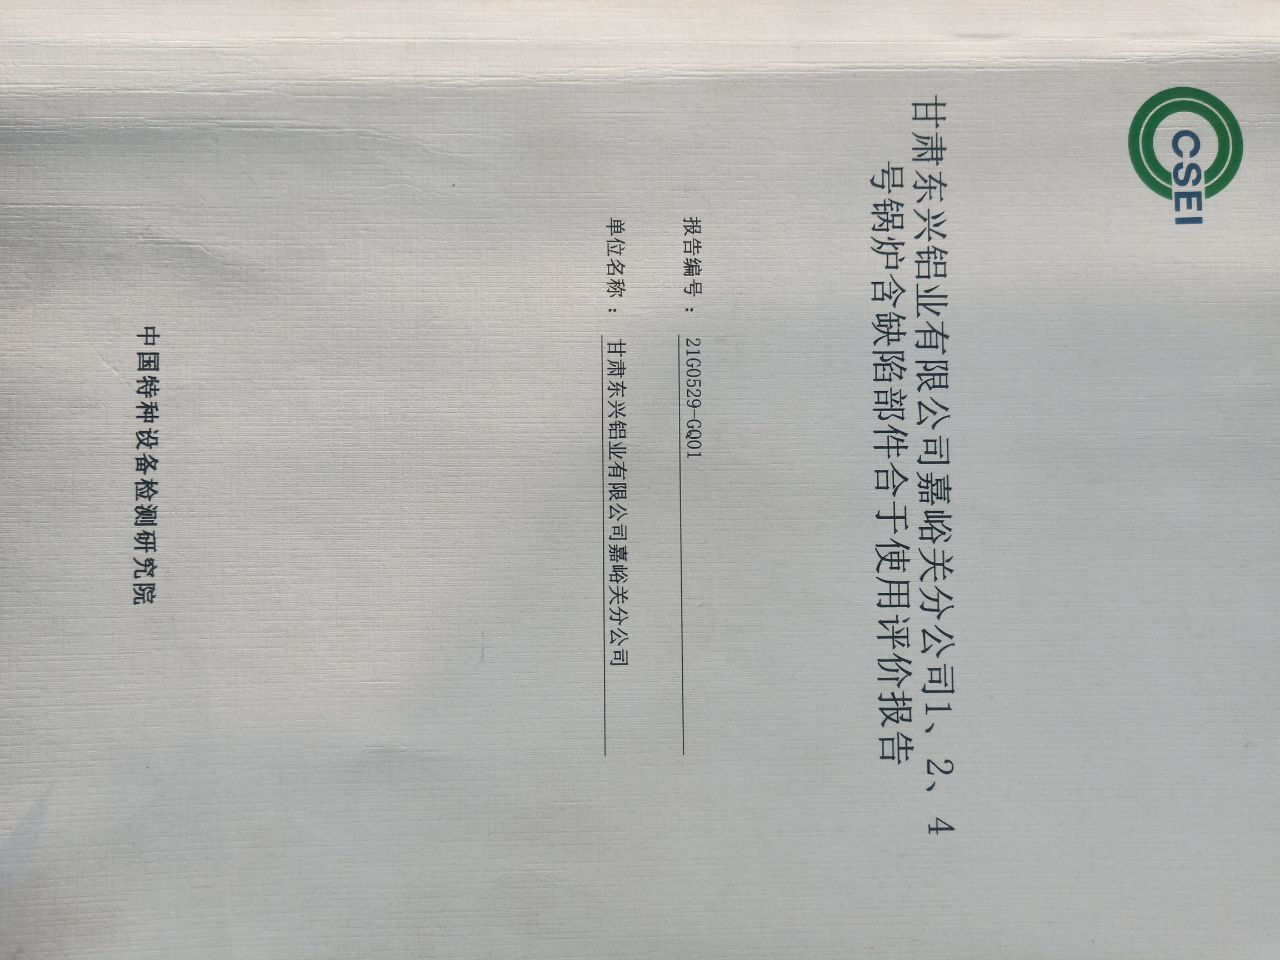 CSEI
甘肃东兴铝业有限公司嘉峪关分公司1、2、4
号锅炉含缺陷部件合于使用评价报告
报告编号：21G0529-GQ01
单位名称：甘肃东兴铝业有限公司嘉峪关分公司
中国特种设备检测研究院